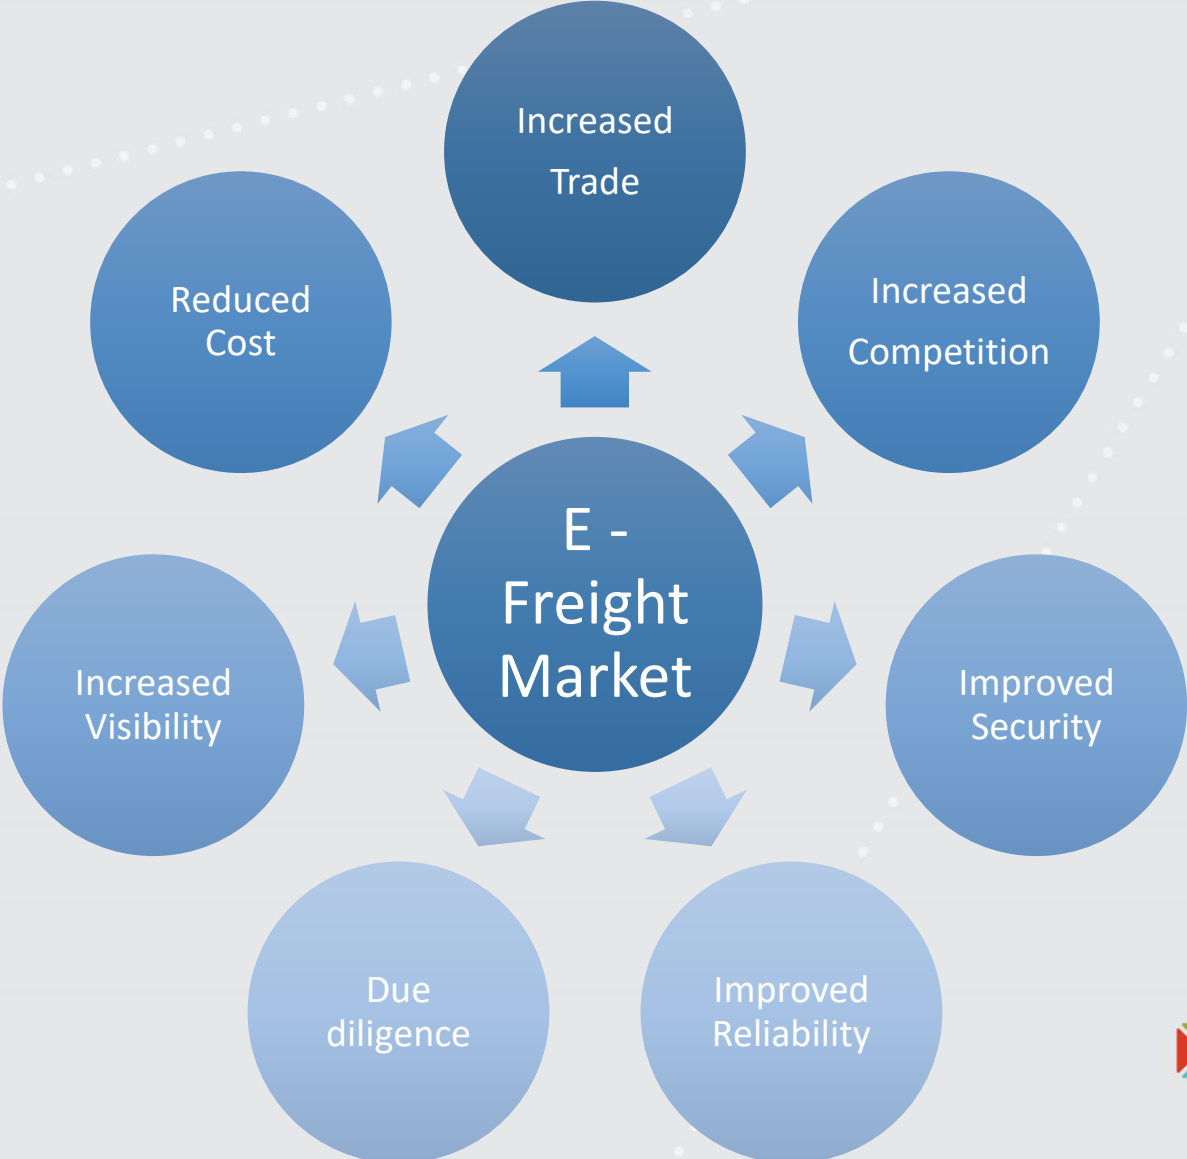 Increased
Trade
Increased
Competition
Improved
Security
Improved
Reliability
Due
diligence
Increased
Visibility
Reduced
Cost
E -
Freight
Market